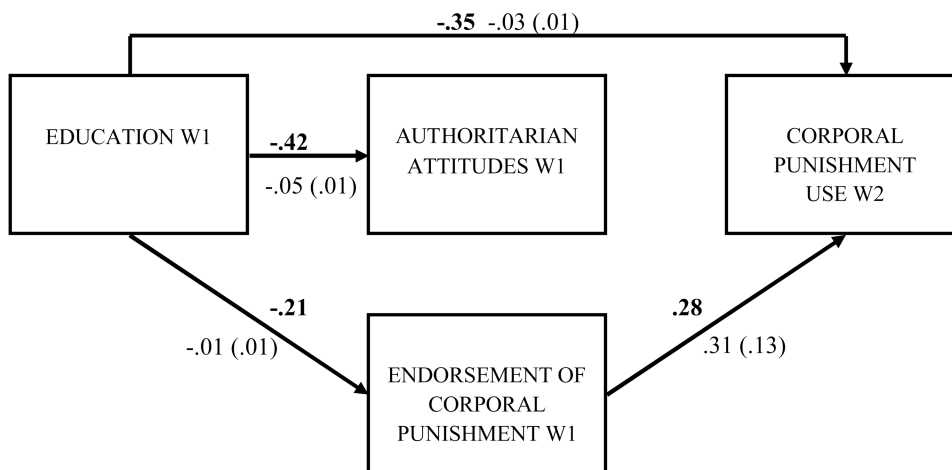 -.35 -.03 (.01)
EDUCATION W1
-.42
-.05 (.01)
AUTHORITARIAN
ATTITUDES W1
CORPORAL
PUNISHMENT
USE W2
-.21
-.01 (.01)
.28
.31 (.13)
ENDORSEMENT OF
CORPORAL
PUNISHMENT W1